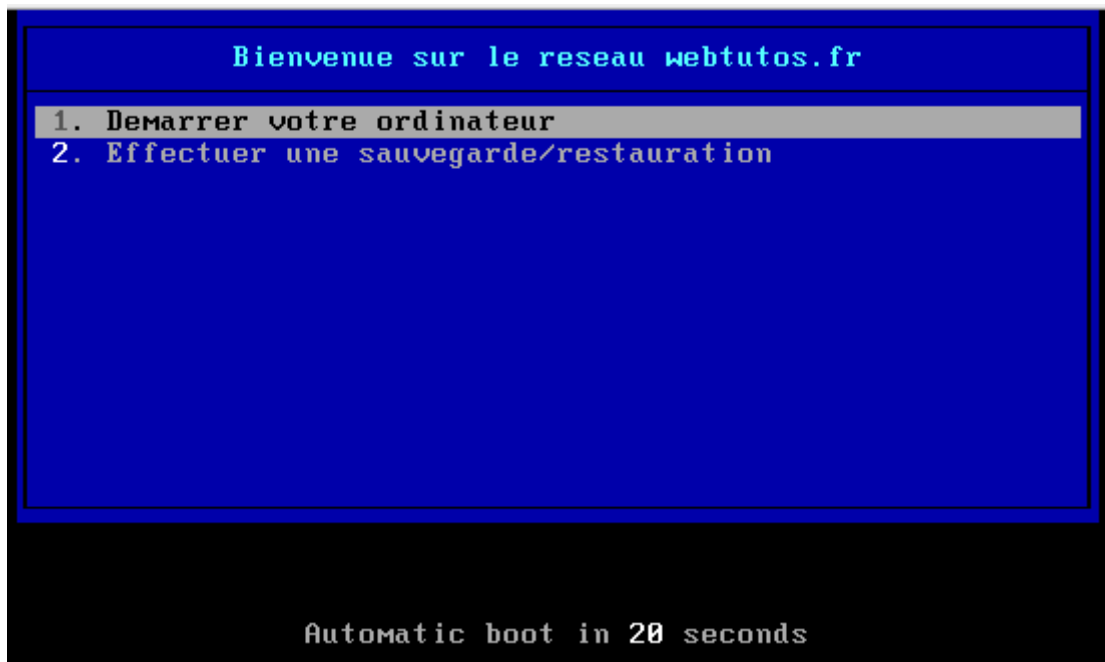 Bienvenue sur le reseau webtutos.fr
1. Demarrer votre ordinateur
2. Effectuer une sauvegarde/restauration
Automatic boot in 20 seconds